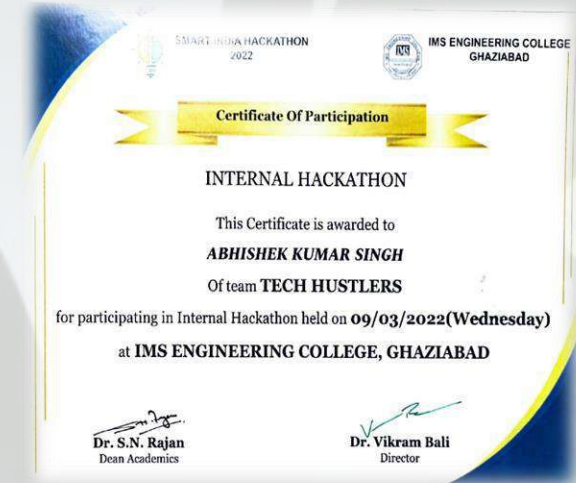 SMART INDIA HACKATHON
2022
IMS
IMS ENGINEERING COLLEGE
GHAZIABAD
Certificate Of Participation
INTERNAL HACKATHON
This Certificate is awarded to
ABHISHEK KUMAR SINGH
Of team TECH HUSTLERS
for participating in Internal Hackathon held on 09/03/2022(Wednesday)
at IMS ENGINEERING COLLEGE, GHAZIABAD
Dr. S.N. Rajan
Dean Academics
Dr. Vikram Bali
Director